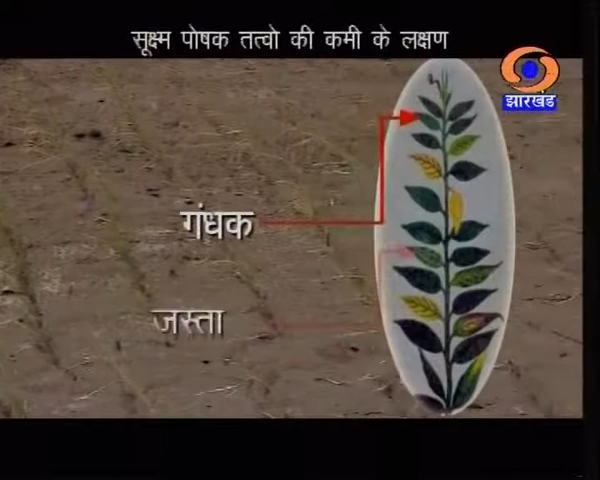 सूक्ष्म पोषक तत्वो की कमी के लक्षण
झारखंड
गंधक
जस्ता